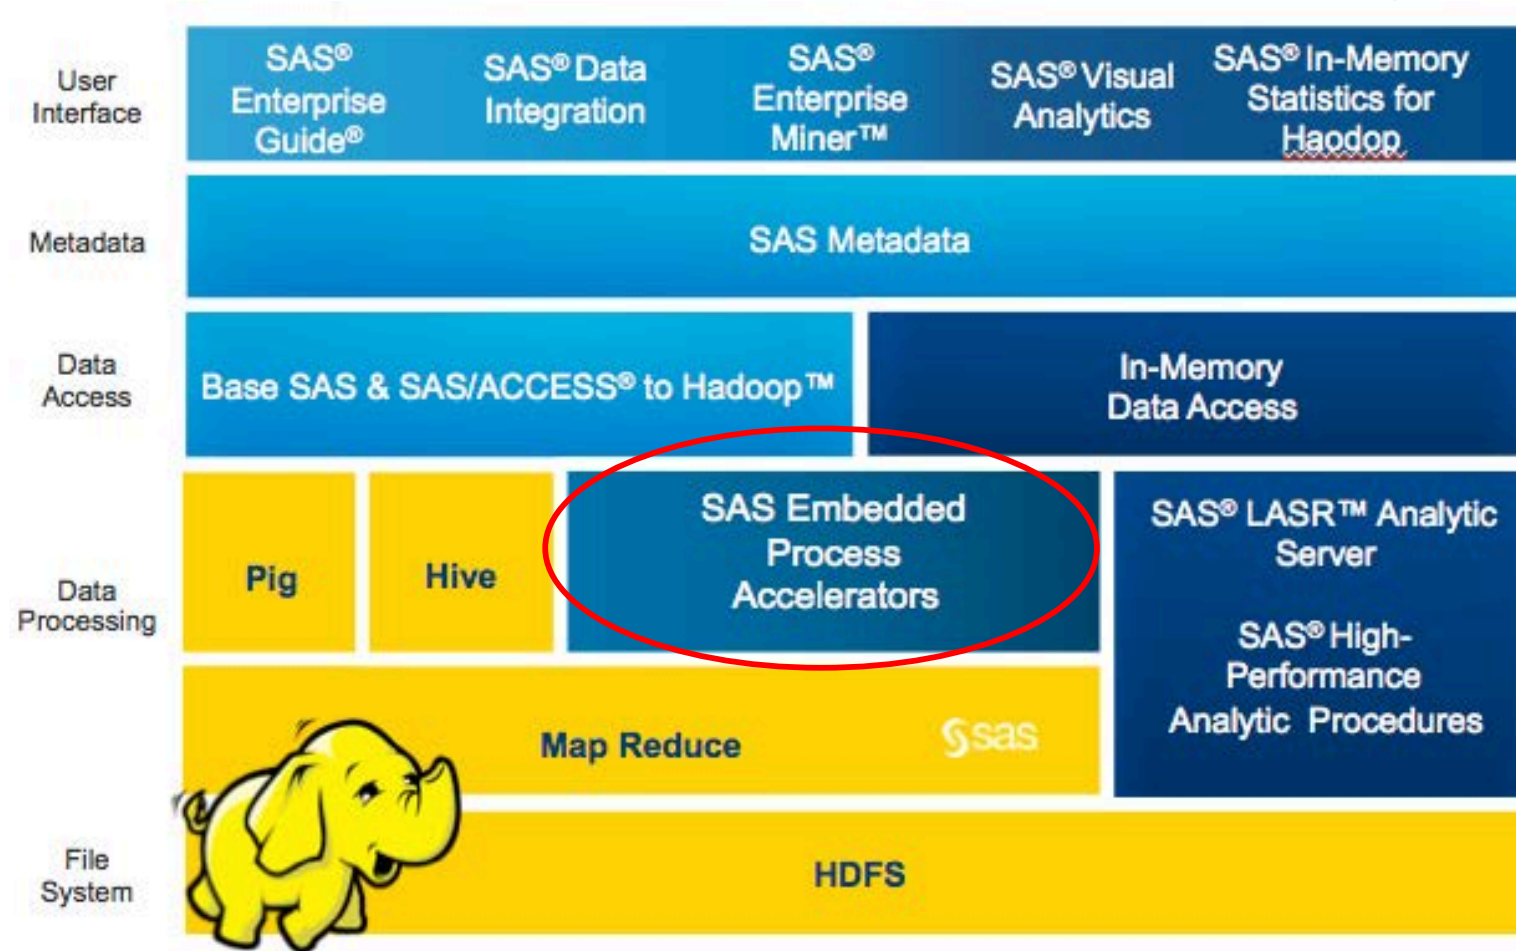 User
Interface
SAS®
Enterprise
Guide®
SAS® Data
Integration
SAS®
Enterprise
Miner™
SAS® Visual
Analytics
SAS® In-Memory
Statistics for
Haodop
Metadata
SAS Metadata
Data
Access
Base SAS & SAS/ACCESS® to Hadoop™
In-Memory
Data Access
Data
Processing
Pig
Hive
SAS Embedded
Process
Accelerators
SAS® LASR™ Analytic
Server
SAS® High-
Performance
Analytic Procedures
Map Reduce
sas
File
System
HDFS